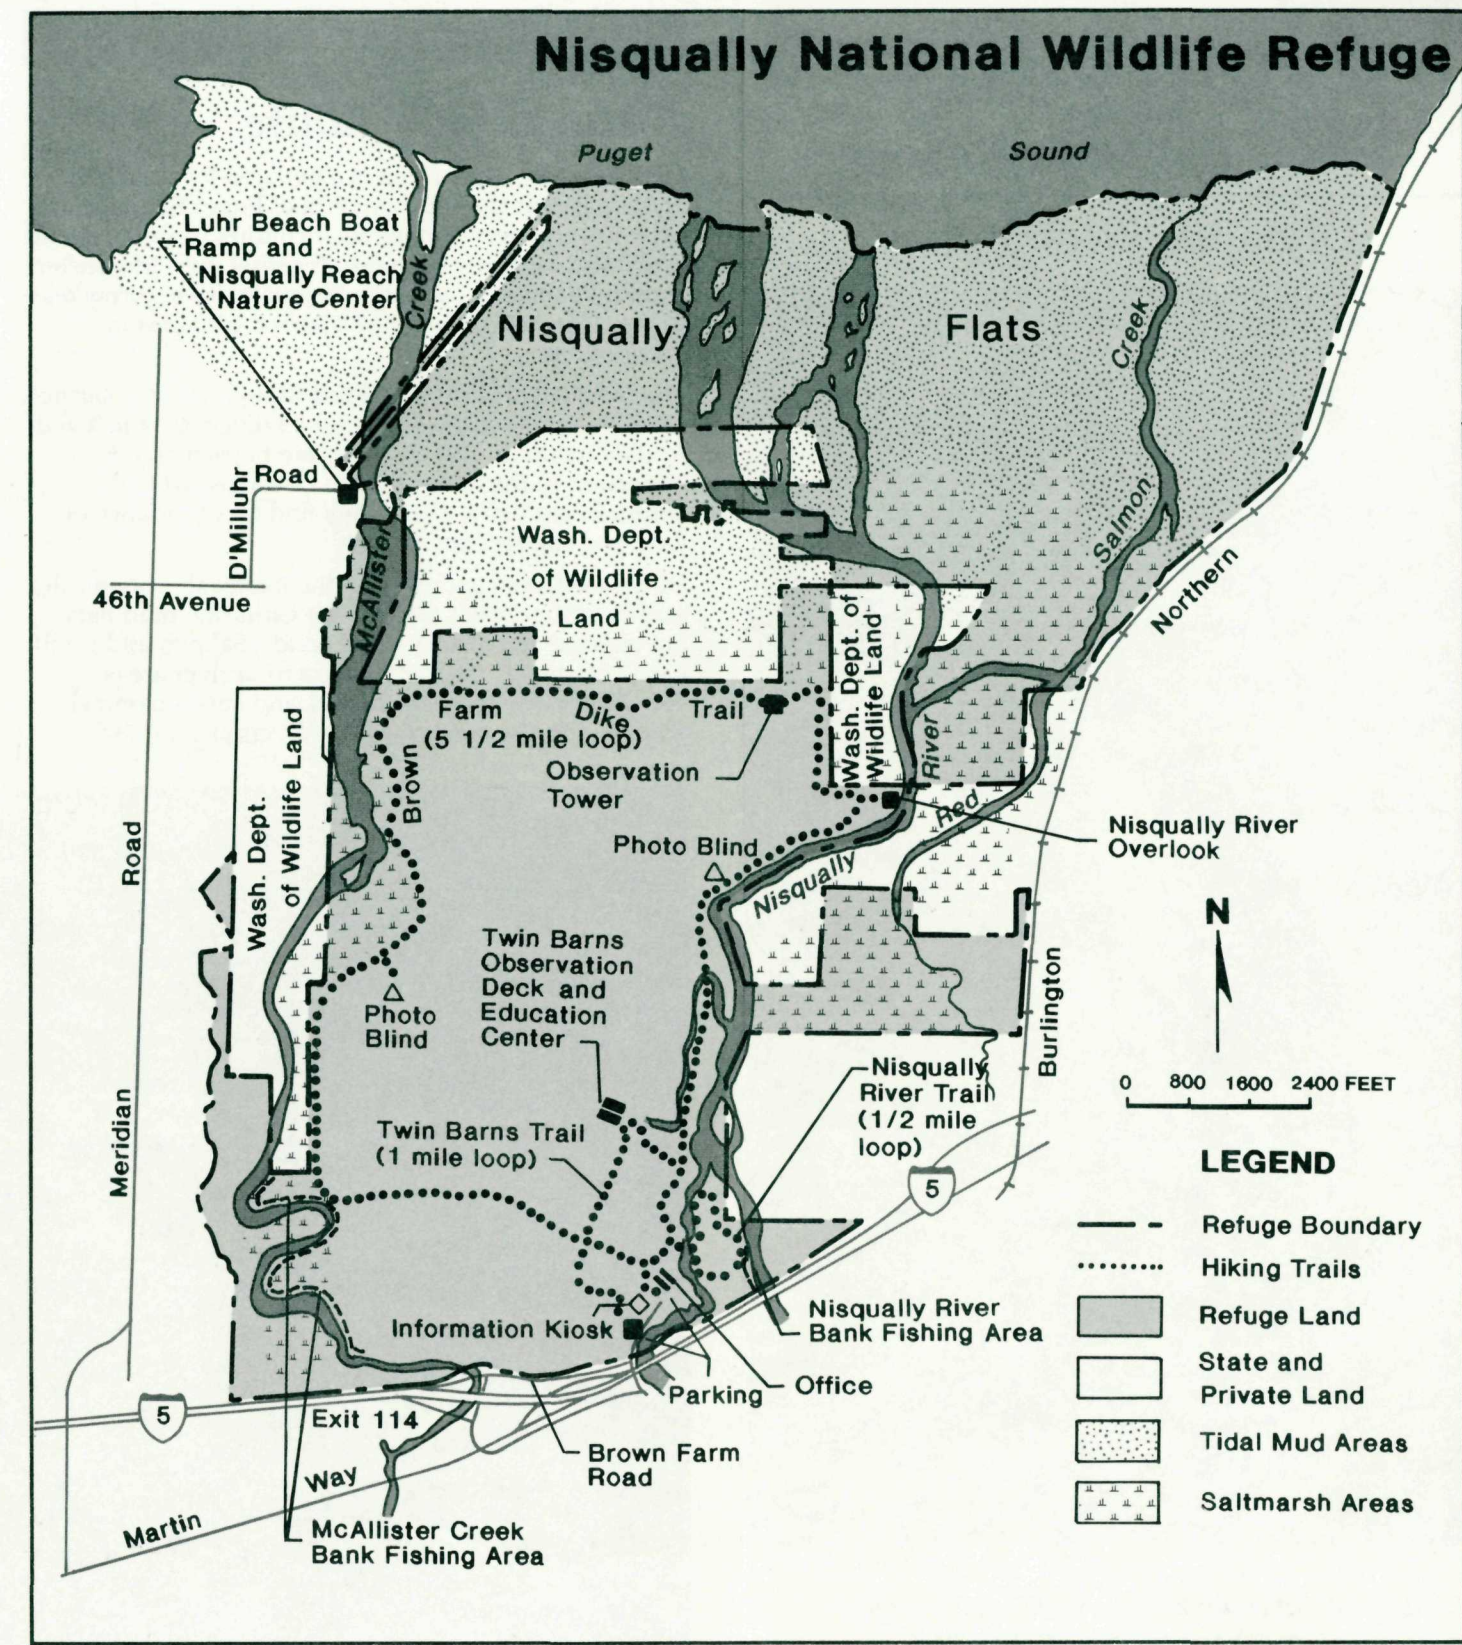 Nisqually National Wildlife Refuge
Puget
Sound
Luhr Beach Boat
Ramp and
Nisqually Reach
Nature Center
Creek
Nisqually
Flats
Creek
Salmon
D'Milluhr
Road
46th Avenue
McAllister
Wash. Dept.
of Wildlife
Land
Wash. Dept. of
Wildlife Land
Northern
Brown
Farm
Dike
Trail
(5 1/2 mile loop)
Observation
Tower
River
Red
Nisqually River
Overlook
Wash. Dept.
of Wildlife Land
Road
Meridian
Photo Blind
Nisqually
N
Twin Barns
Observation
Deck and
Education
Center
Photo
Blind
Burlington
0 800 1600 2400 FEET
Nisqually
River Trail
(1/2 mile
loop)
Twin Barns Trail
(1 mile loop)
5
LEGEND
Refuge Boundary
Hiking Trails
Refuge Land
State and
Private Land
Tidal Mud Areas
Saltmarsh Areas
Information Kiosk
Nisqually River
Bank Fishing Area
Parking
Office
5
Exit 114
Brown Farm
Road
Martin
Way
McAllister Creek
Bank Fishing Area